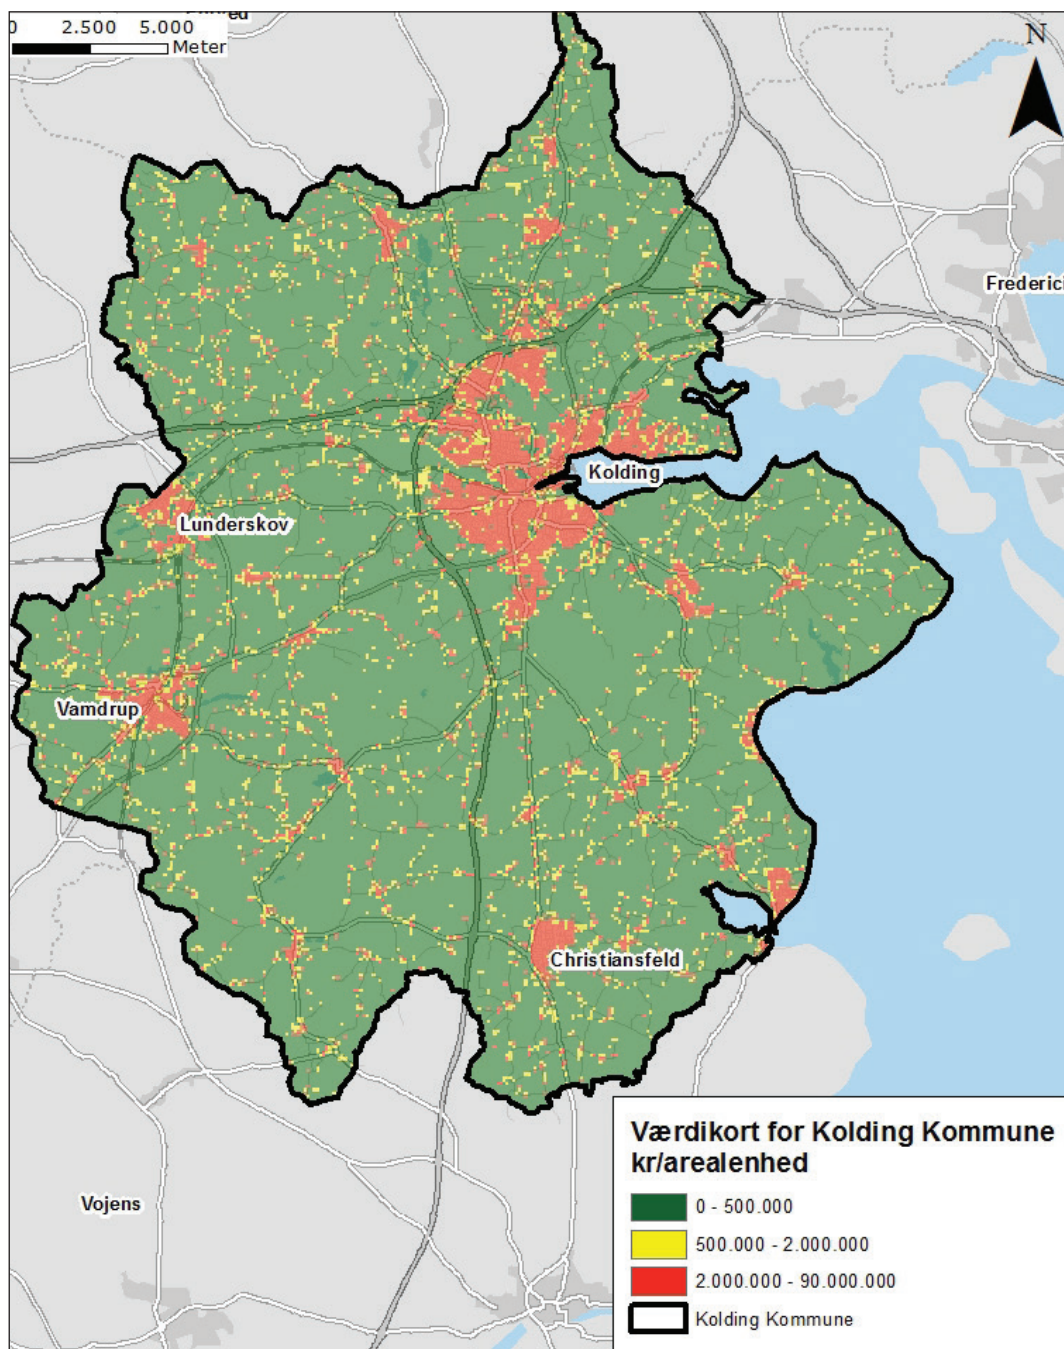 0 2.500 5.000
Meter
N
Frederici
Kolding
Lunderskov
Vamdrup
Christiansfeld
Vojens
Værdikort for Kolding Kommune
kr/arealenhed
0 - 500.000
500.000 - 2.000.000
2.000.000 - 90.000.000
Kolding Kommune